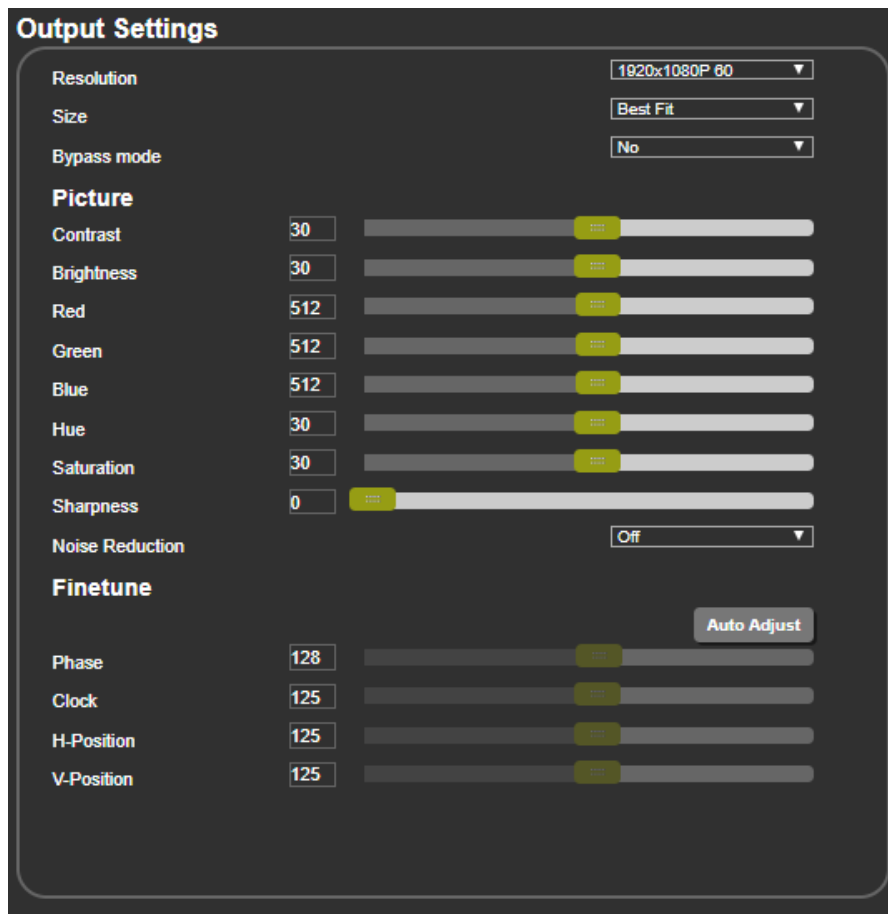 Output Settings
Resolution 1920x1080P 60
Size Best Fit
Bypass mode No
Picture
Contrast 30
Brightness 30
Red 512
Green 512
Blue 512
Hue 30
Saturation 30
Sharpness 0
Noise Reduction Off
Finetune
Auto Adjust
Phase 128
Clock 125
H-Position 125
V-Position 125